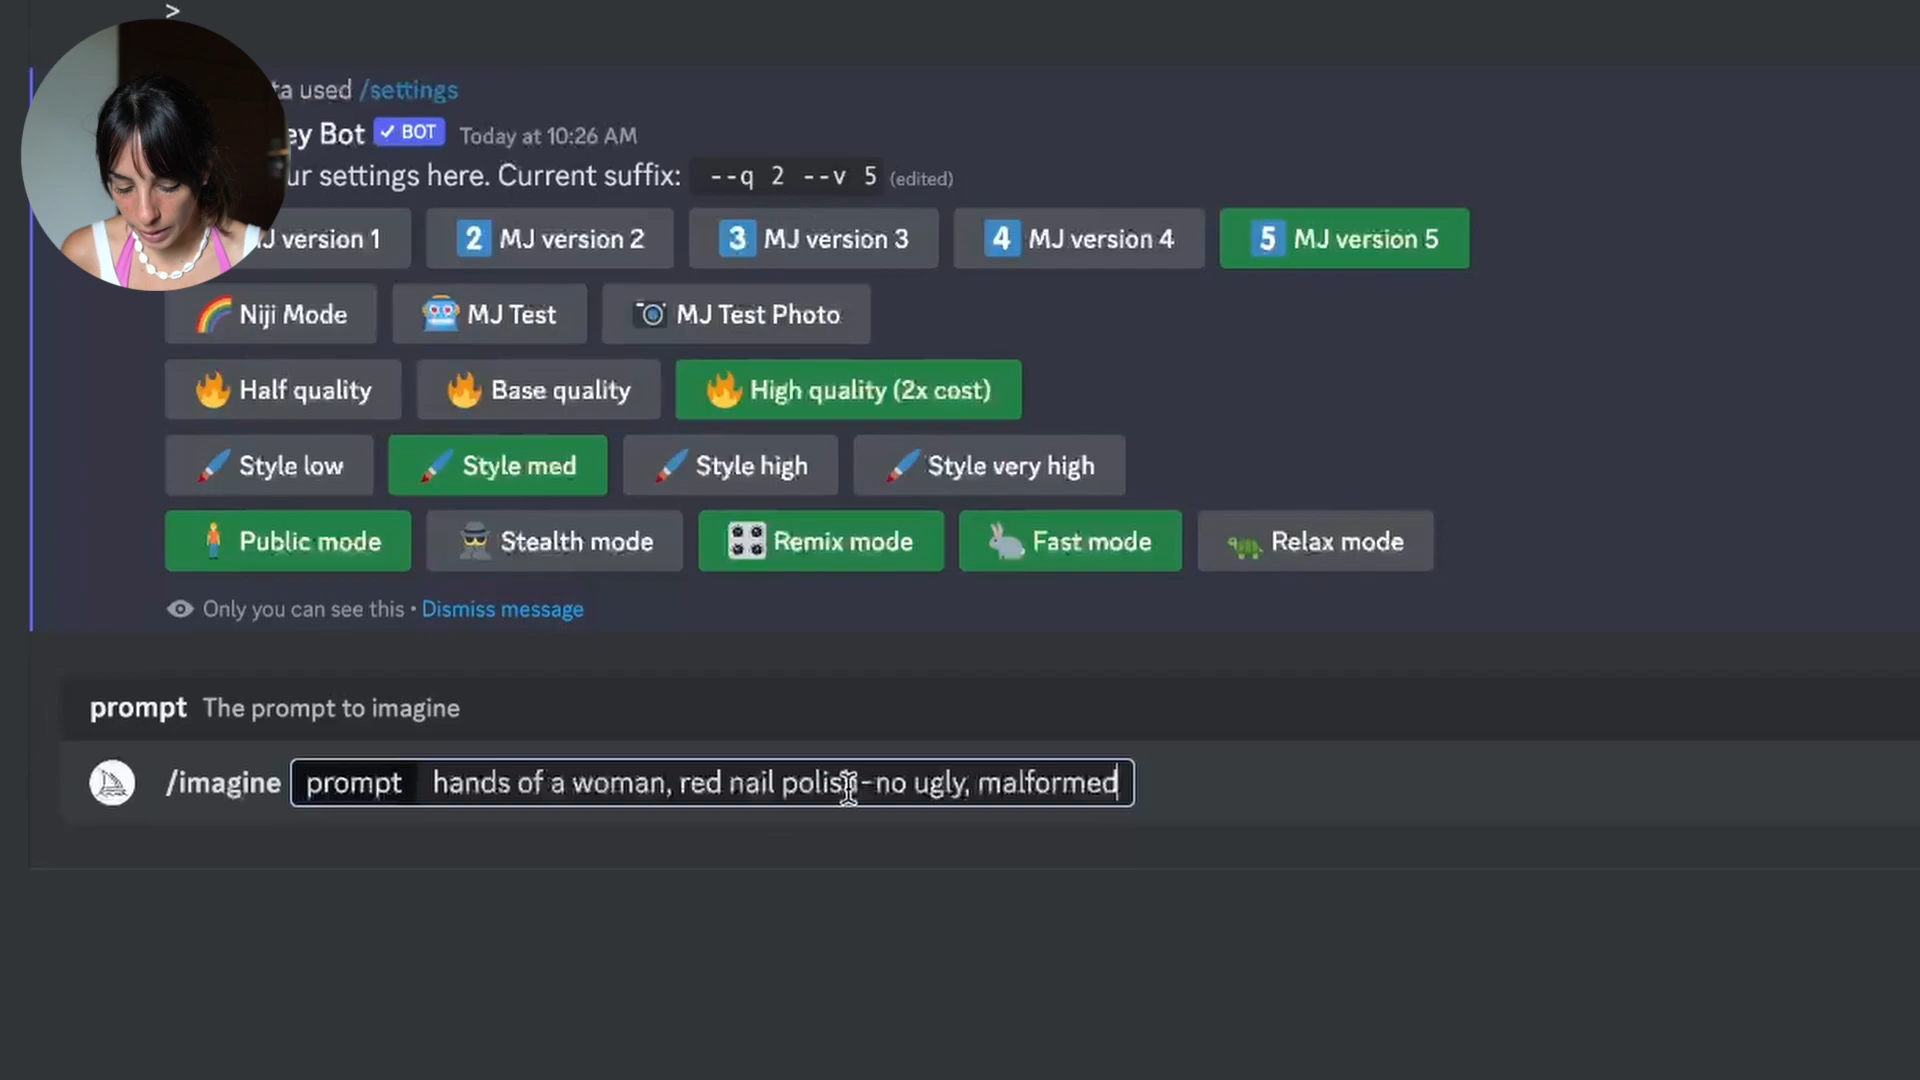 >
ta used /settings
ey Bot ✓ BOT Today at 10:26 AM
ur settings here. Current suffix: --q 2 --v 5 (edited)
J version 1 2 MJ version 2 3 MJ version 3 4 MJ version 4 5 MJ version 5
Niji Mode MJ Test MJ Test Photo
Half quality Base quality High quality (2x cost)
Style low Style med Style high Style very high
Public mode Stealth mode Remix mode Fast mode Relax mode
Only you can see this • Dismiss message
prompt The prompt to imagine
/imagine prompt hands of a woman, red nail polish -no ugly, malformed